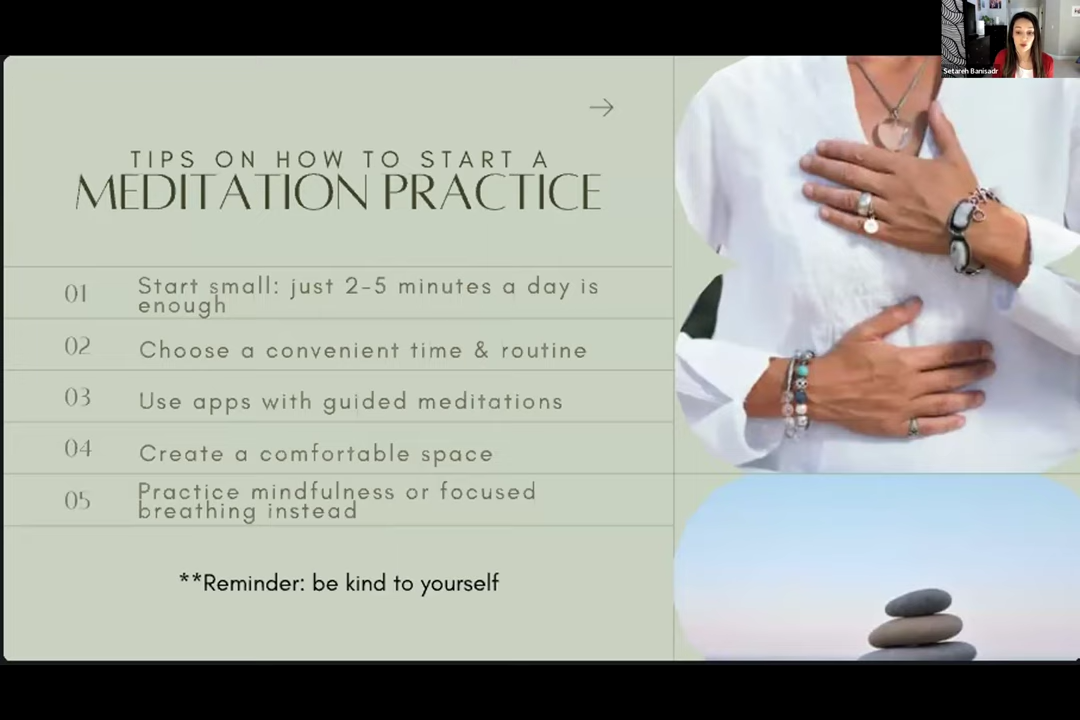 Setareh Banisadr
TIPS ON HOW TO START A
MEDITATION PRACTICE
01 Start small: just 2-5 minutes a day is
enough
02 Choose a convenient time & routine
03 Use apps with guided meditations
04 Create a comfortable space
05 Practice mindfulness or focused
breathing instead
**Reminder: be kind to yourself